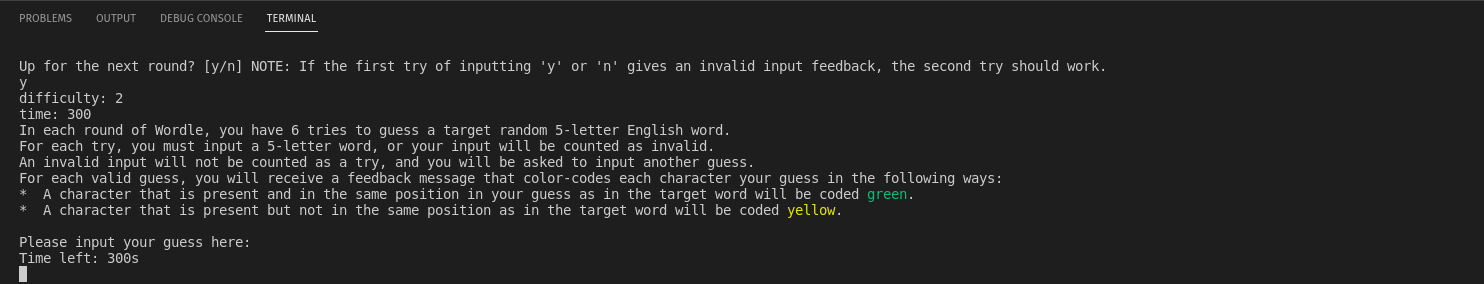 PROBLEMS OUTPUT DEBUG CONSOLE TERMINAL
Up for the next round? [y/n] NOTE: If the first try of inputting 'y' or 'n' gives an invalid input feedback, the second try should work.
y
difficulty: 2
time: 300
In each round of Wordle, you have 6 tries to guess a target random 5-letter English word.
For each try, you must input a 5-letter word, or your input will be counted as invalid.
An invalid input will not be counted as a try, and you will be asked to input another guess.
For each valid guess, you will receive a feedback message that color-codes each character your guess in the following ways:
*  A character that is present and in the same position in your guess as in the target word will be coded green.
*  A character that is present but not in the same position as in the target word will be coded yellow.
Please input your guess here:
Time left: 300s